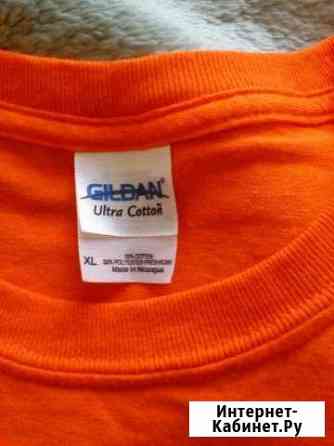 GILDAN®
Ultra Cotton
XL
Made in Nicaragua
Интернет-
Кабинет.Ру